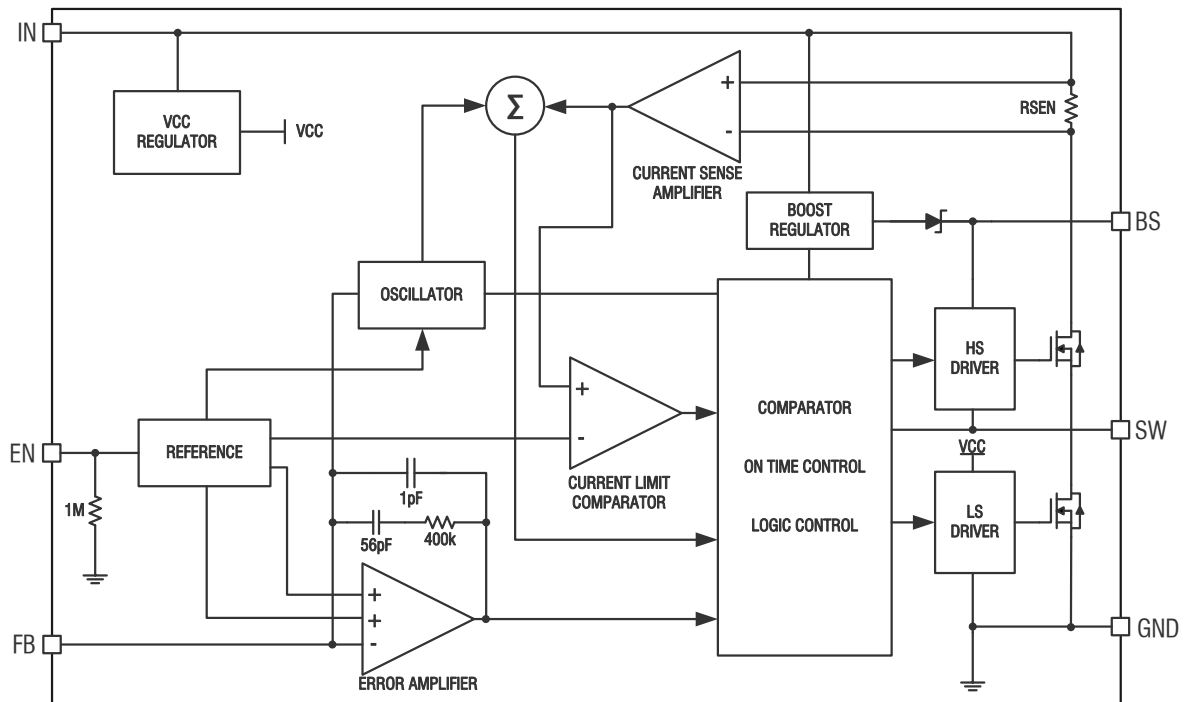 IN
VCC
REGULATOR
VCC
Σ
+
-
RSEN
CURRENT SENSE
AMPLIFIER
BOOST
REGULATOR
BS
OSCILLATOR
HS
DRIVER
+
-
CURRENT LIMIT
COMPARATOR
COMPARATOR
ON TIME CONTROL
LOGIC CONTROL
SW
VCC
EN
REFERENCE
1M
1pF
56pF
400k
LS
DRIVER
+
+
-
ERROR AMPLIFIER
FB
GND